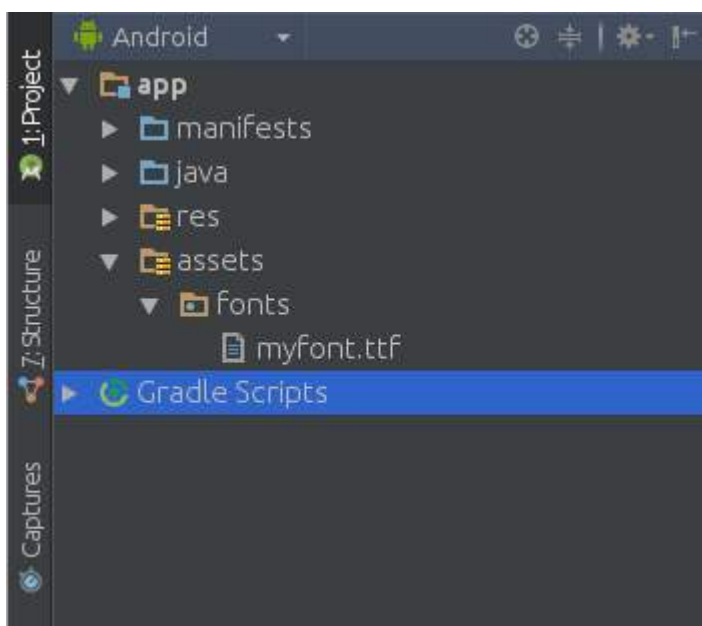 Android
1: Project
app
manifests
java
res
assets
7: Structure
fonts
myfont.ttf
Gradle Scripts
Captures